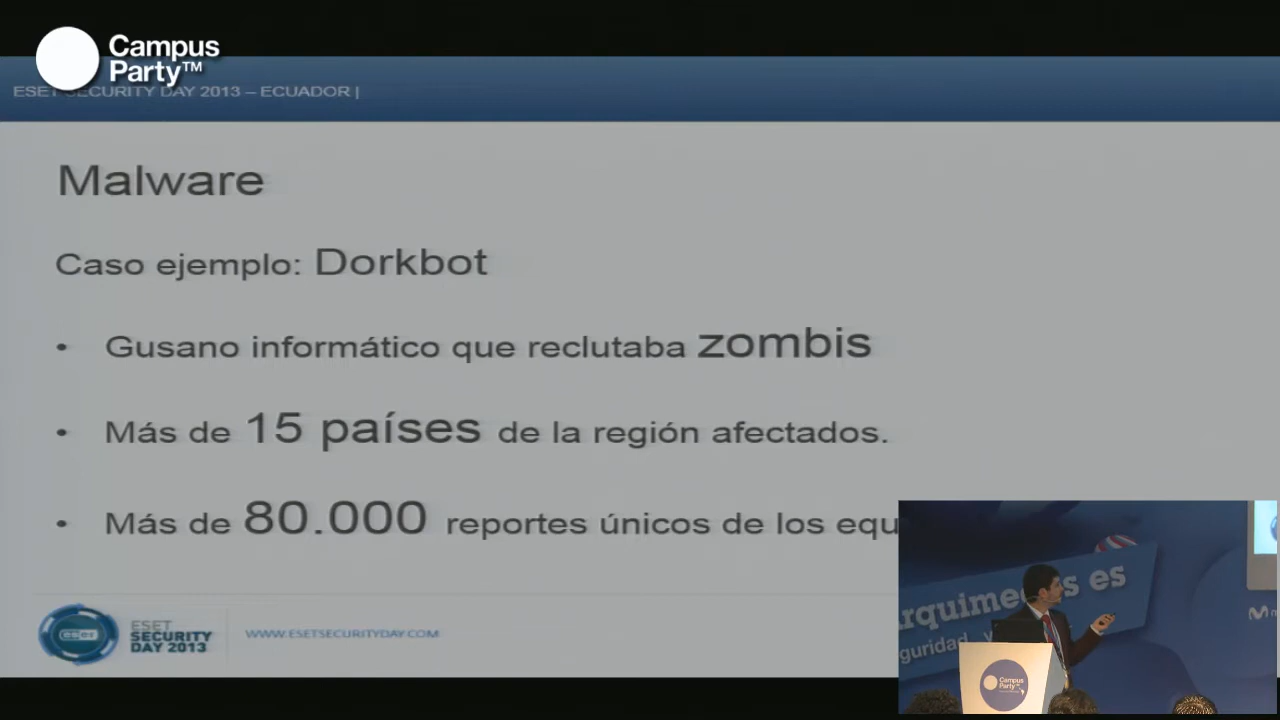 Campus
Party™
ESET SECURITY DAY 2013 – ECUADOR |
Malware
Caso ejemplo: Dorkbot
• Gusano informático que reclutaba zombis
• Más de 15 países de la región afectados.
• Más de 80.000 reportes únicos de los equ
eset
ESET
SECURITY
DAY 2013
WWW.ESETSECURITYDAY.COM
es
Campus
Party™